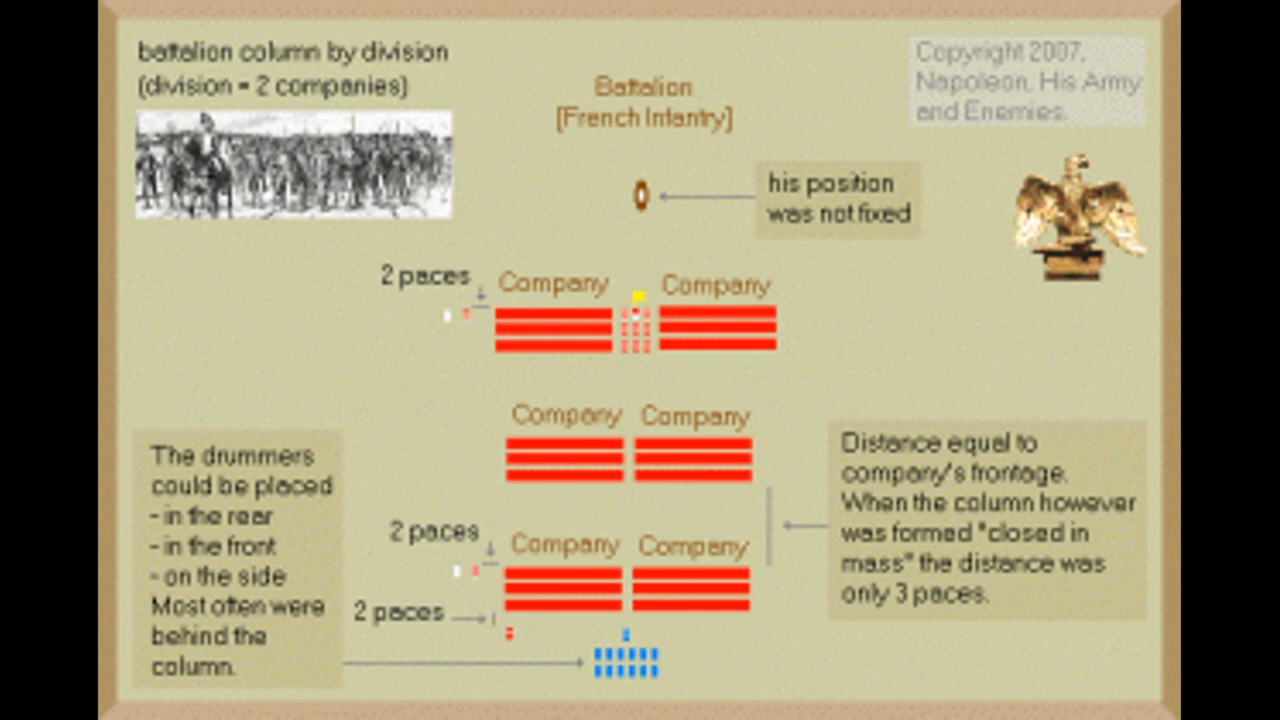 battalion column by division
(division = 2 companies)
Battalion
[French Infantry]
Copyright 2007,
Napoleon, His Army
and Enemies.
his position
was not fixed
2 paces
Company
Company
Company
Company
The drummers
could be placed
- in the rear
- in the front
- on the side
Most often were
behind the
column.
Distance equal to
company's frontage.
When the column however
was formed "closed in
mass" the distance was
only 3 paces.
2 paces
Company
Company
2 paces